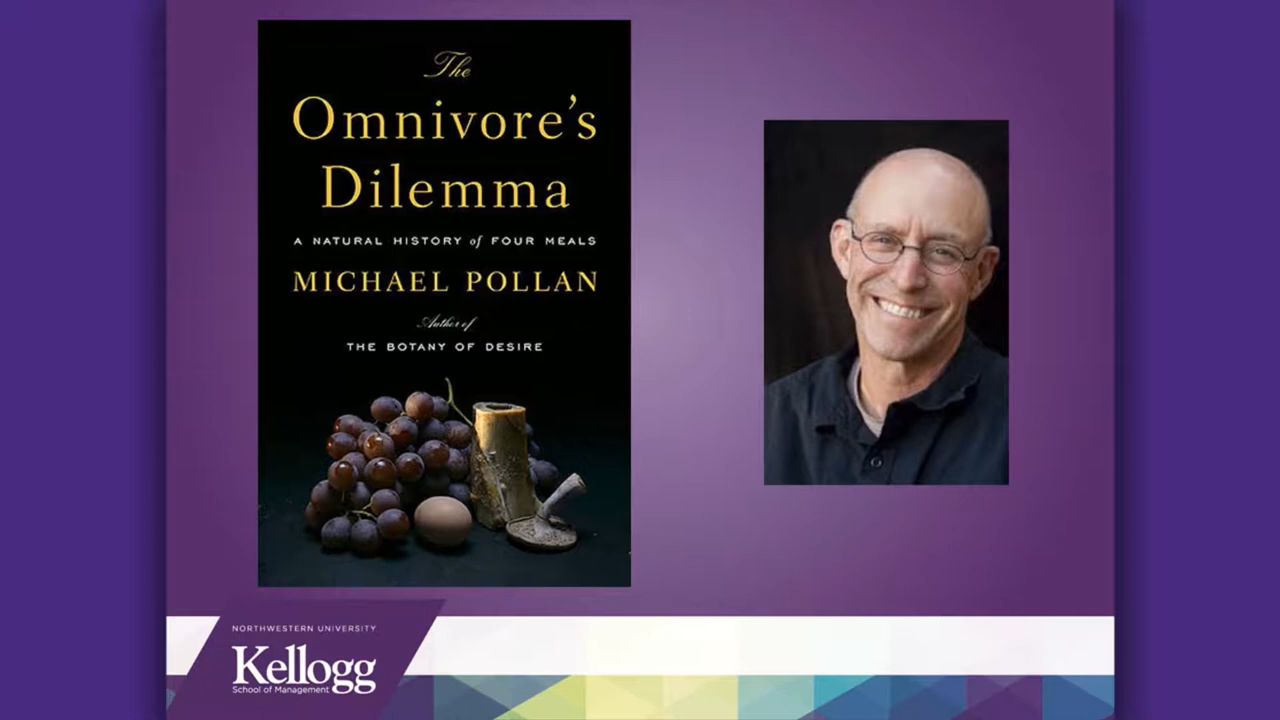 The
Omnivore's
Dilemma
A NATURAL HISTORY of FOUR MEALS
MICHAEL POLLAN
Author of
THE BOTANY OF DESIRE
NORTHWESTERN UNIVERSITY
Kellogg
School of Management